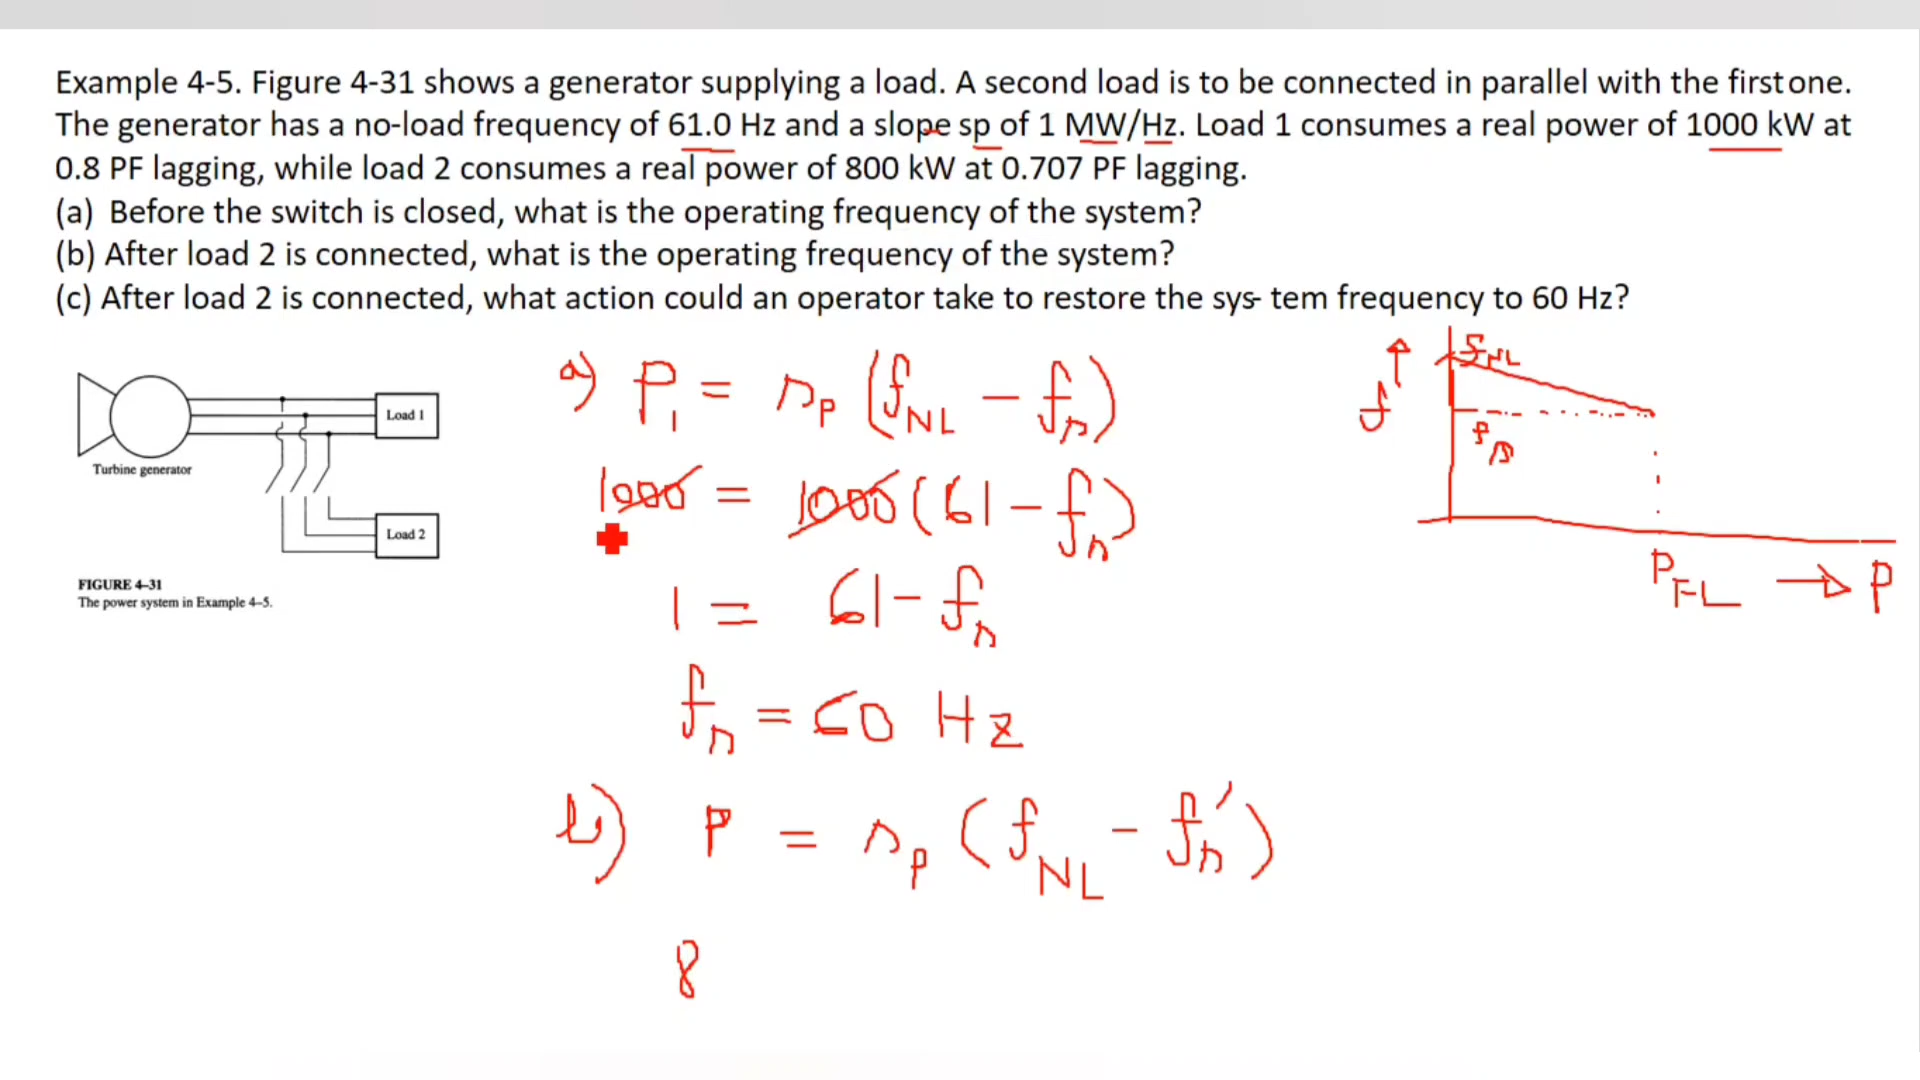 Example 4-5. Figure 4-31 shows a generator supplying a load. A second load is to be connected in parallel with the first one.
The generator has a no-load frequency of 61.0 Hz and a slope sp of 1 MW/Hz. Load 1 consumes a real power of 1000 kW at
0.8 PF lagging, while load 2 consumes a real power of 800 kW at 0.707 PF lagging.
(a) Before the switch is closed, what is the operating frequency of the system?
(b) After load 2 is connected, what is the operating frequency of the system?
(c) After load 2 is connected, what action could an operator take to restore the sys- tem frequency to 60 Hz?
Load 1
Turbine generator
Load 2
FIGURE 4–31
The power system in Example 4–5.
a) P₁ = sₚ (f_NL - fₙ)
1000 = 1000 (61 - fₙ)
1 = 61 - fₙ
fₙ = 60 Hz
b) P = sₚ (f_NL - fₙ')
8
f_NL
f
fₙ
P_FL → P